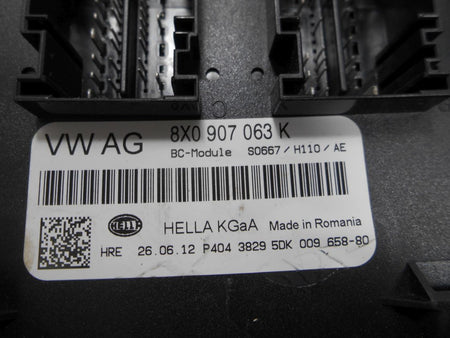 VW AG 8X0 907 063 K
BC-Module S0667/H110/AE
HELLA HELLA KGaA Made in Romania
HRE 26.06.12 P404 3829 5DK 009 658-80